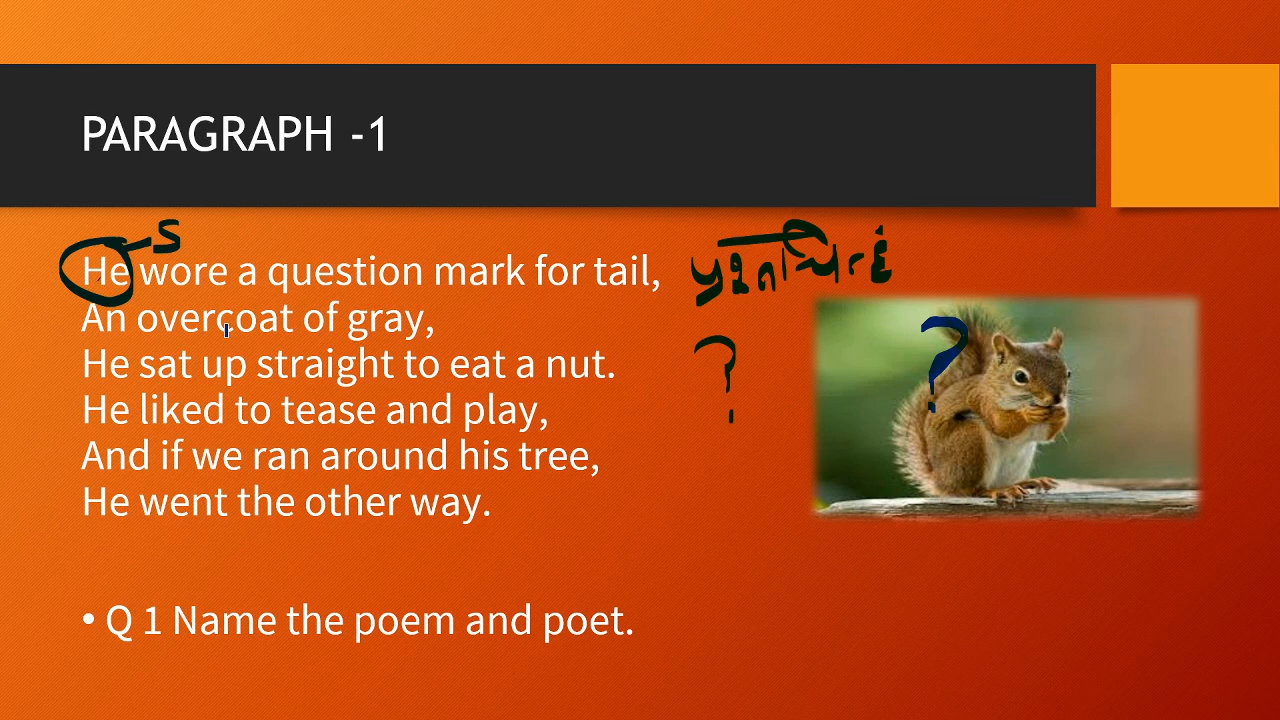 PARAGRAPH -1
S
He wore a question mark for tail,
An overcoat of gray,
He sat up straight to eat a nut.
He liked to tease and play,
And if we ran around his tree,
He went the other way.
?
?
• Q 1 Name the poem and poet.